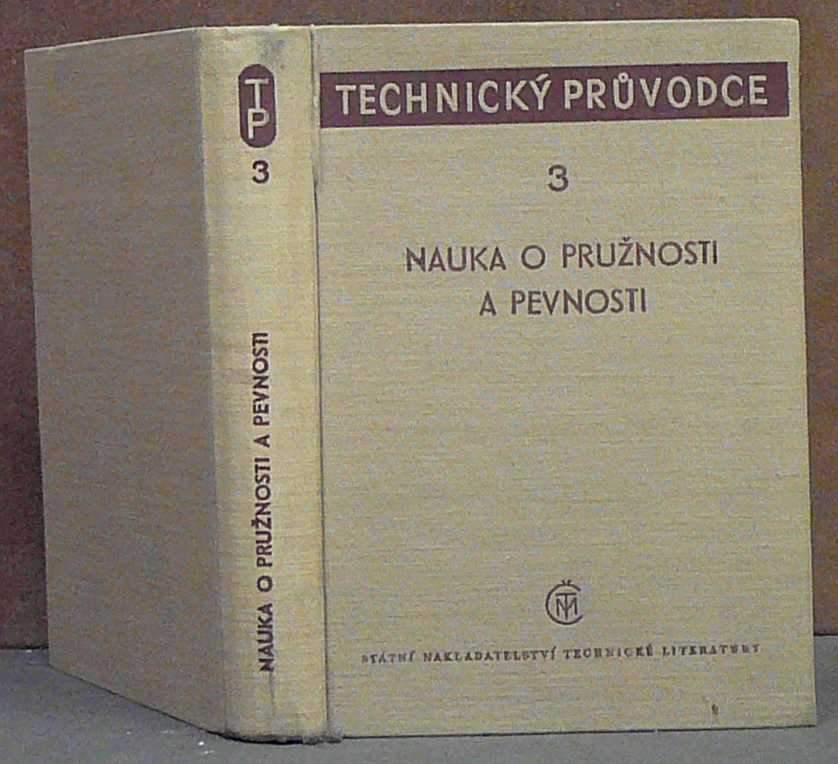 TP
3
NAUKA O PRUŽNOSTI A PEVNOSTI
TECHNICKÝ PRŮVODCE
3
NAUKA O PRUŽNOSTI
A PEVNOSTI
STÁTNÍ NAKLADATELSTVÍ TECHNICKÉ LITERATURY